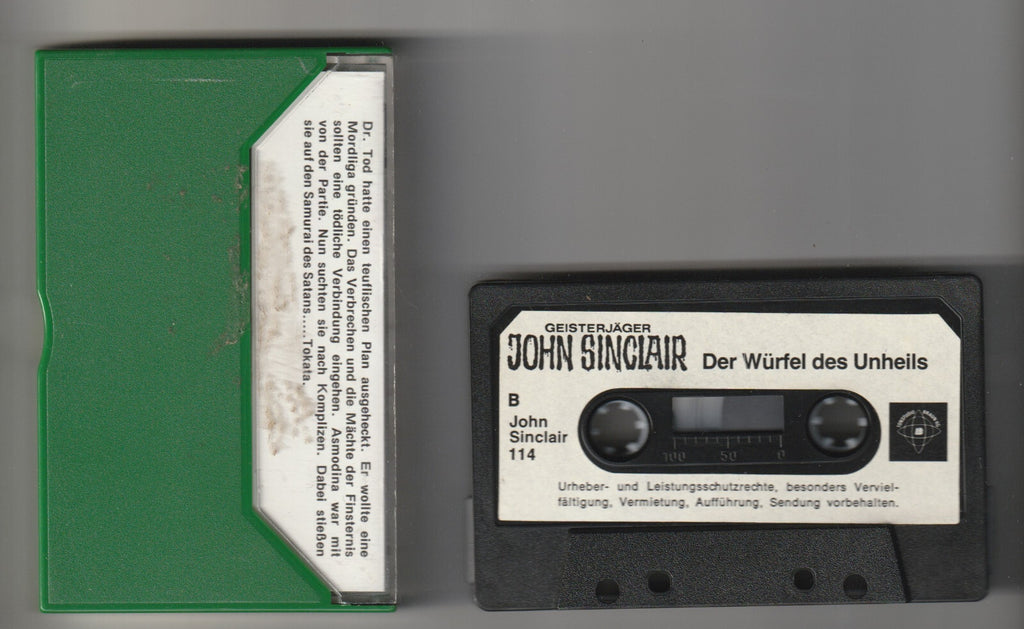 Dr. Tod hatte einen teuflischen Plan ausgeheckt. Er wollte eine
Mordliga gründen. Das Verbrechen und die Mächte der Finsternis
sollten eine tödliche Verbindung eingehen. Asmodina war mit
von der Partie. Nun suchten sie nach Komplizen. Dabei stießen
sie auf den Samurai des Satans.....Tokata.
GEISTERJÄGER
JOHN SINCLAIR Der Würfel des Unheils
B
John
Sinclair
114
100 50 0
Urheber- und Leistungsschutzrechte, besonders Verviel-
fältigung, Vermietung, Aufführung, Sendung vorbehalten.